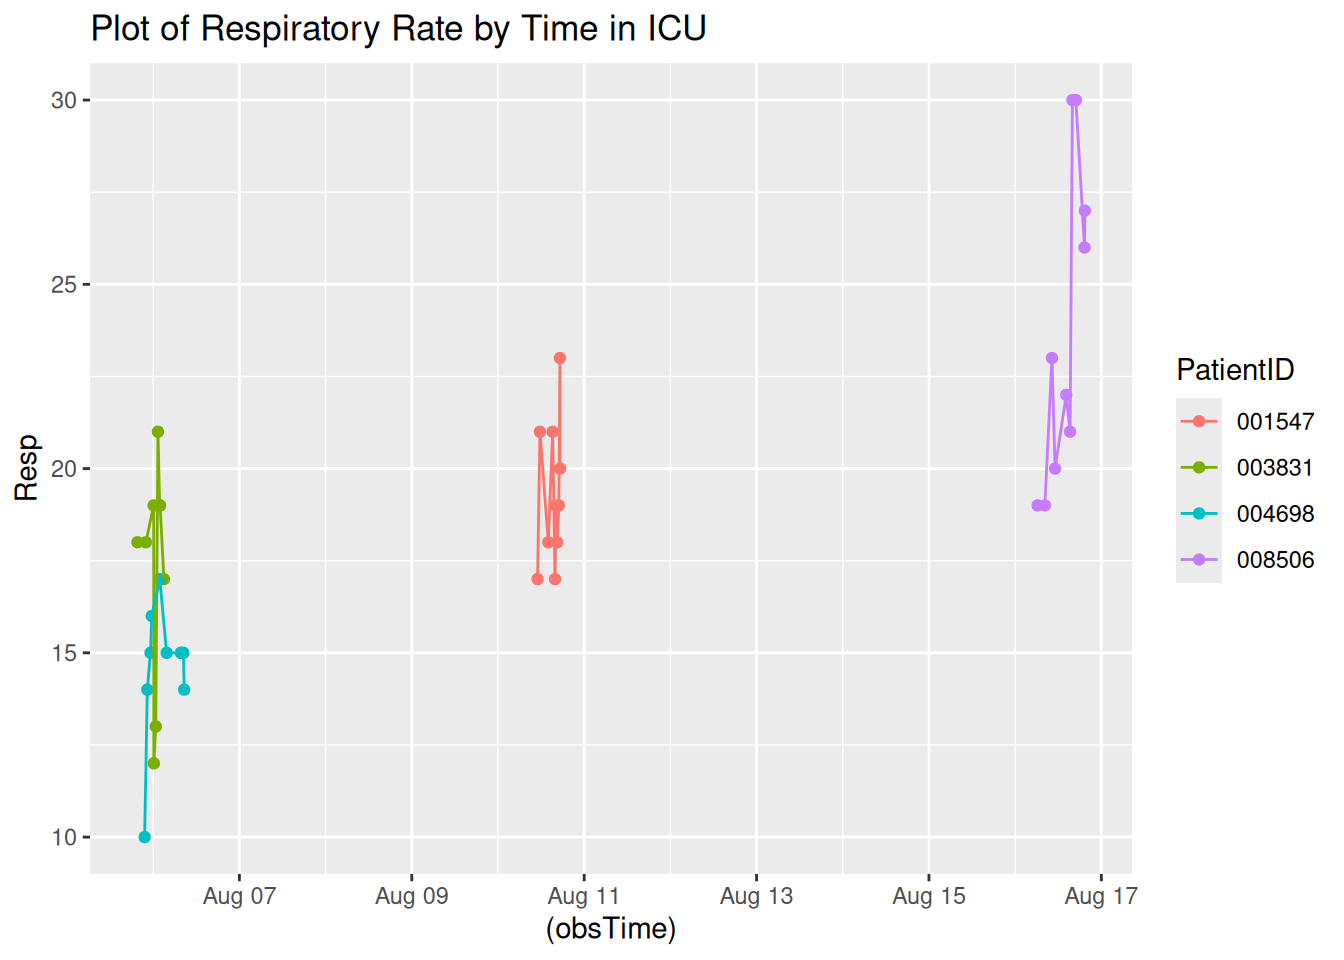 Plot of Respiratory Rate by Time in ICU
30
25
20
15
10
Resp
Aug 07 Aug 09 Aug 11 Aug 13 Aug 15 Aug 17
(obsTime)
PatientID
001547
003831
004698
008506